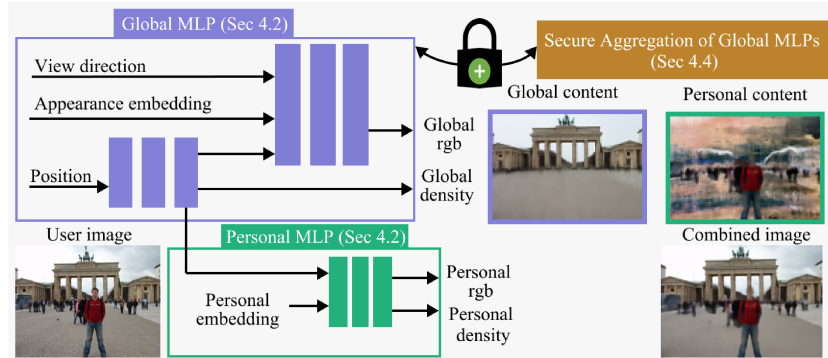 Global MLP (Sec 4.2)
View direction
Appearance embedding
Position
Global
rgb
Global
density
Secure Aggregation of Global MLPs
(Sec 4.4)
Global content
Personal content
User image
Personal MLP (Sec 4.2)
Personal
embedding
Personal
rgb
Personal
density
Combined image